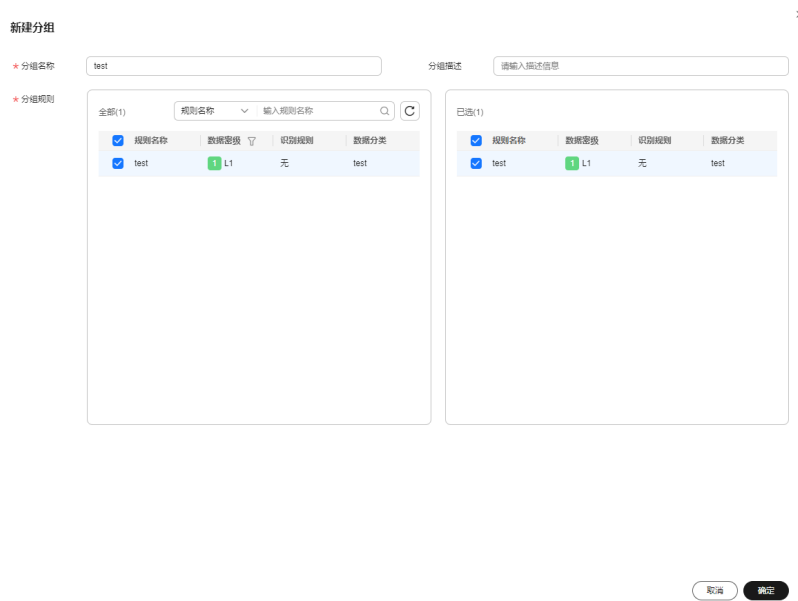 新建分组
* 分组名称 test 分组描述 请输入描述信息
* 分组规则 全部(1) 规则名称 输入规则名称 已选(1)
规则名称 数据密级 识别规则 数据分类 规则名称 数据密级 识别规则 数据分类
test 1 L1 无 test test 1 L1 无 test
取消 确定